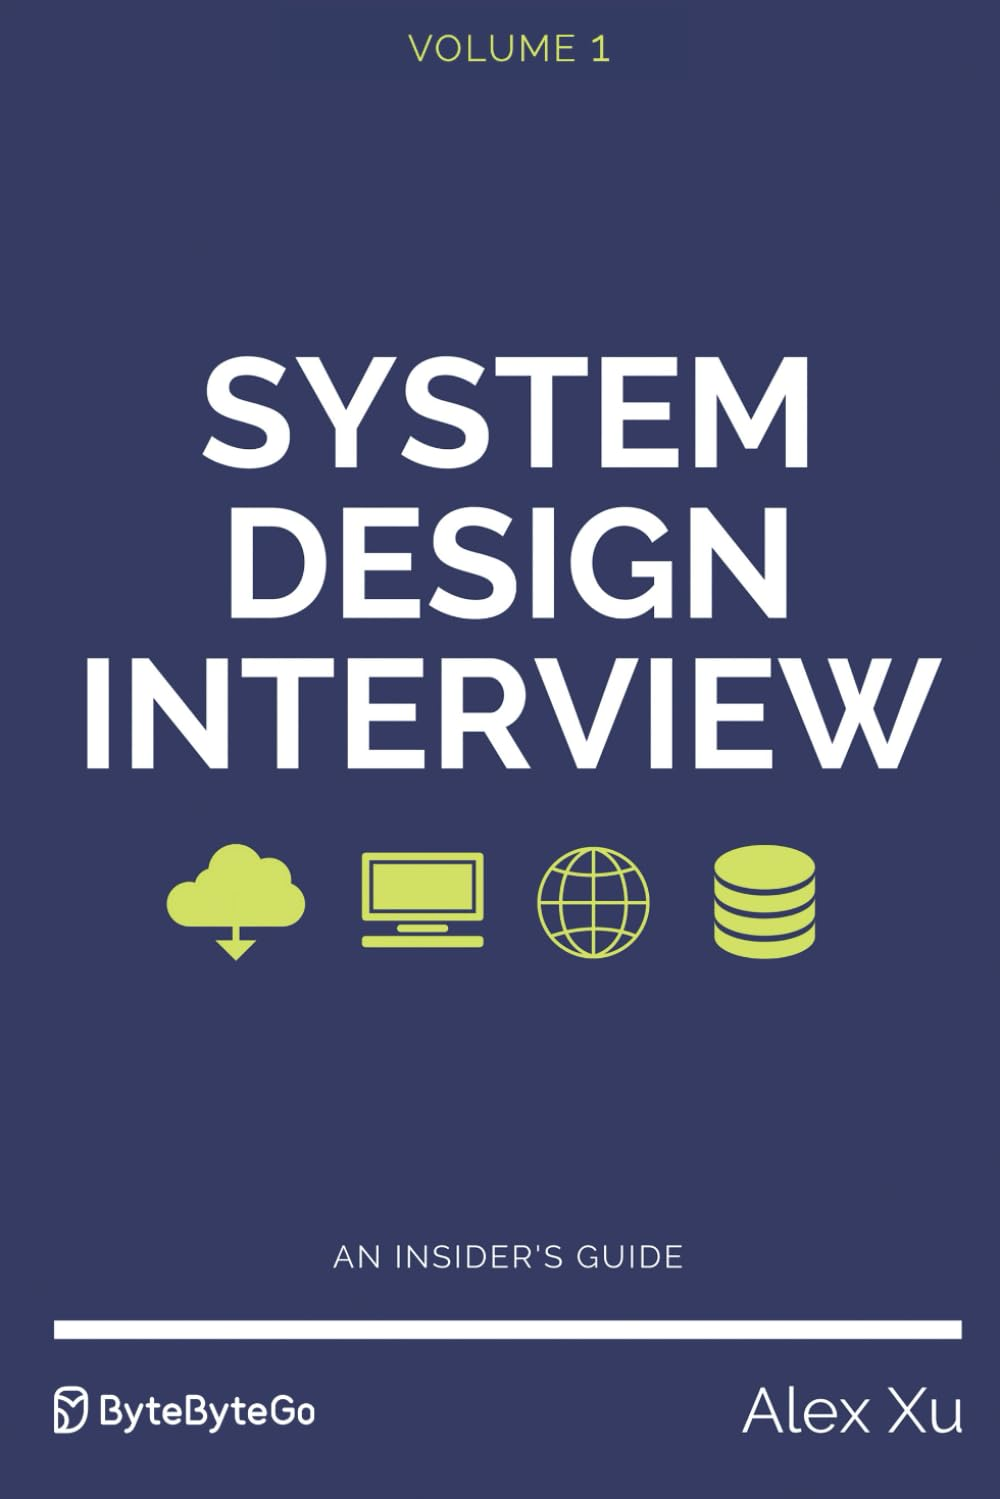 VOLUME 1
SYSTEM
DESIGN
INTERVIEW
AN INSIDER'S GUIDE
ByteByteGo
Alex Xu